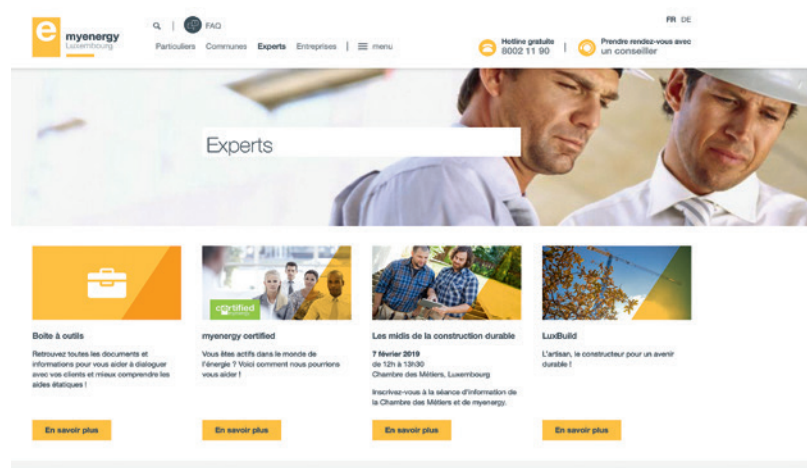 e
myenergy
Luxembourg
FAQ
FR DE
Particuliers Communes Experts Entreprises | menu
Hotline gratuite
8002 11 90
Prendre rendez-vous avec
un conseiller
Experts
certified
Boîte à outils
Retrouvez toutes les documents et
informations pour vous aider à dialoguer
avec vos clients et mieux comprendre les
aides étatiques !
En savoir plus
myenergy certified
Vous êtes actifs dans le monde de
l'énergie ? Voici comment nous pourrions
vous aider !
En savoir plus
Les midis de la construction durable
7 février 2019
de 12h à 13h30
Chambre des Métiers, Luxembourg
Inscrivez-vous à la séance d'information de
la Chambre des Métiers et de myenergy.
En savoir plus
LuxBuild
L'artisan, le constructeur pour un avenir
durable !
En savoir plus